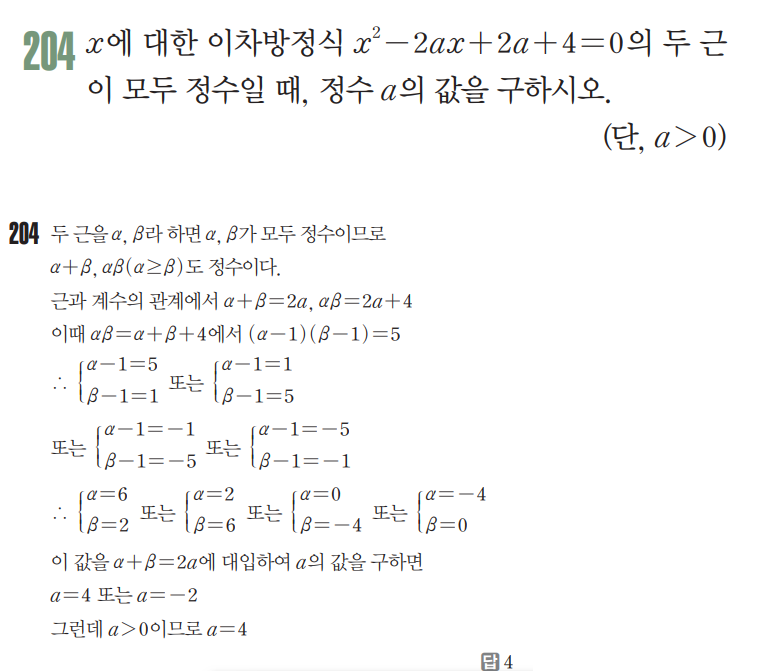 204 x에 대한 이차방정식 x²-2ax+2a+4=0의 두 근
이 모두 정수일 때, 정수 a의 값을 구하시오.
(단, a>0)
204 두 근을 α, β라 하면 α, β가 모두 정수이므로
α+β, αβ(α≥β)도 정수이다.
근과 계수의 관계에서 α+β=2a, αβ=2a+4
이때 αβ=α+β+4에서 (α-1)(β-1)=5
∴ {α-1=5 β-1=1 또는 {α-1=1 β-1=5
또는 {α-1=-1 β-1=-5 또는 {α-1=-5 β-1=-1
∴ {α=6 β=2 또는 {α=2 β=6 또는 {α=0 β=-4 또는 {α=-4 β=0
이 값을 α+β=2a에 대입하여 a의 값을 구하면
a=4 또는 a=-2
그런데 a>0이므로 a=4
답 4